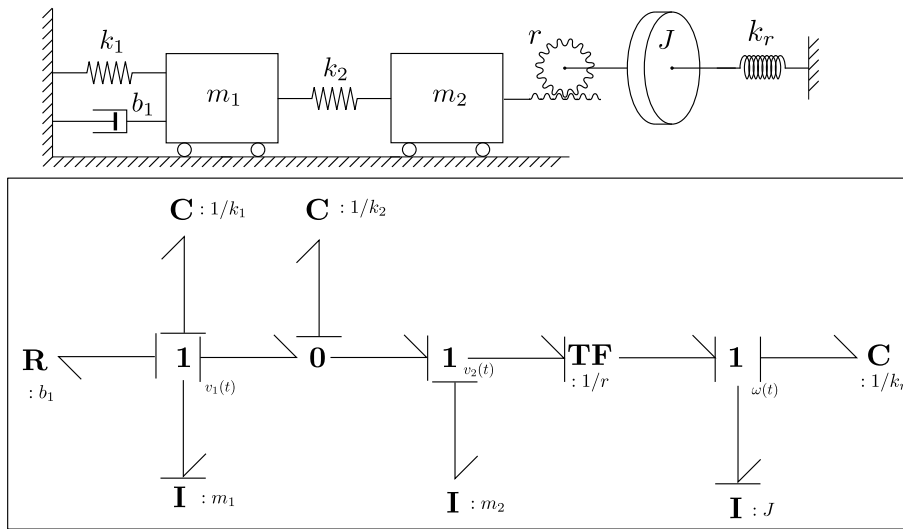 k₁
b₁
m₁
k₂
m₂
r
J
kᵣ
C : 1/k₁
C : 1/k₂
R : b₁
1 v₁(t)
0
1 v₂(t)
TF : 1/r
1 ω(t)
C : 1/kᵣ
I : m₁
I : m₂
I : J